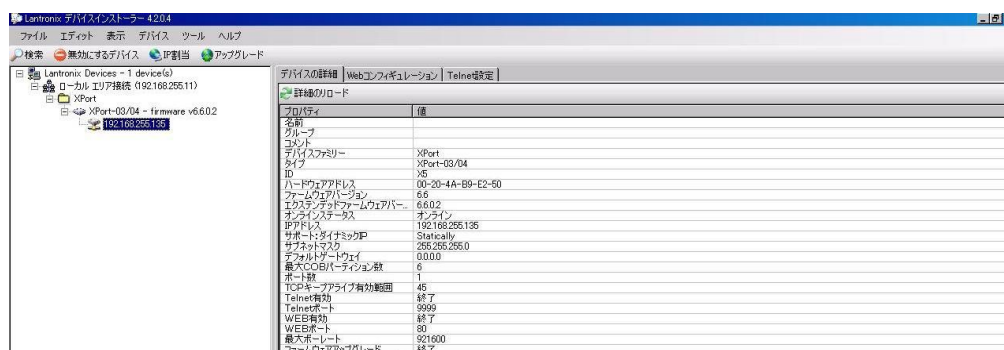 Lantronix デバイスインストーラー 4.2.0.4
ファイル エディット 表示 デバイス ツール ヘルプ
検索 無効にするデバイス IP割当 アップグレード
Lantronix Devices - 1 device(s)
ローカル エリア接続 (192.168.255.11)
XPort
XPort-03/04 - firmware v6.6.0.2
192.168.255.135
デバイスの詳細 Webコンフィギュレーション Telnet設定
詳細のリロード
プロパティ 値
名前
グループ
コメント
デバイスファミリー XPort
タイプ XPort-03/04
ID X5
ハードウェアアドレス 00-20-4A-B9-E2-50
ファームウェアバージョン 6.6
エクステンデッドファームウェアバー... 6.6.0.2
オンラインステータス オンライン
IPアドレス 192.168.255.135
サポート:ダイナミックIP Statically
サブネットマスク 255.255.255.0
デフォルトゲートウェイ 0.0.0.0
最大COBパーティション数 6
ポート数 1
TCPキープアライブ有効範囲 45
Telnet有効 終了
Telnetポート 9999
WEB有効 終了
WEBポート 80
最大ボーレート 921600
ファームウェアアップグレード 終了